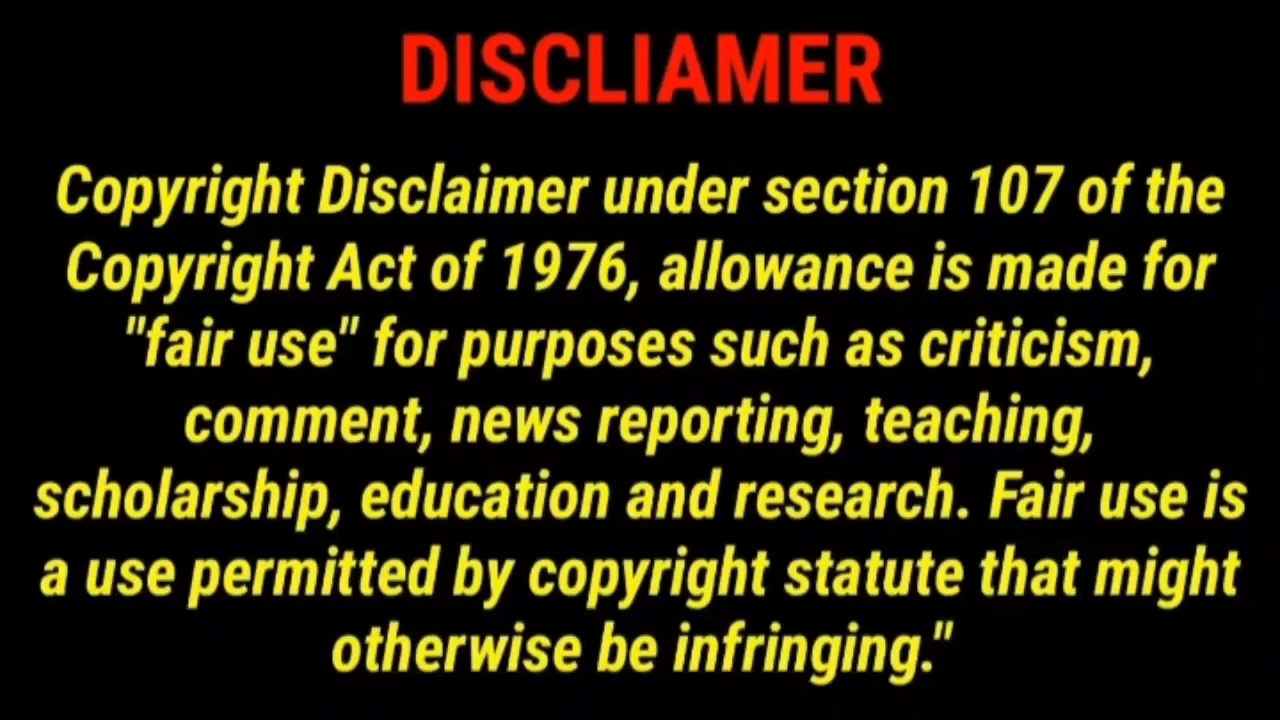 DISCLIAMER
Copyright Disclaimer under section 107 of the
Copyright Act of 1976, allowance is made for
"fair use" for purposes such as criticism,
comment, news reporting, teaching,
scholarship, education and research. Fair use is
a use permitted by copyright statute that might
otherwise be infringing."